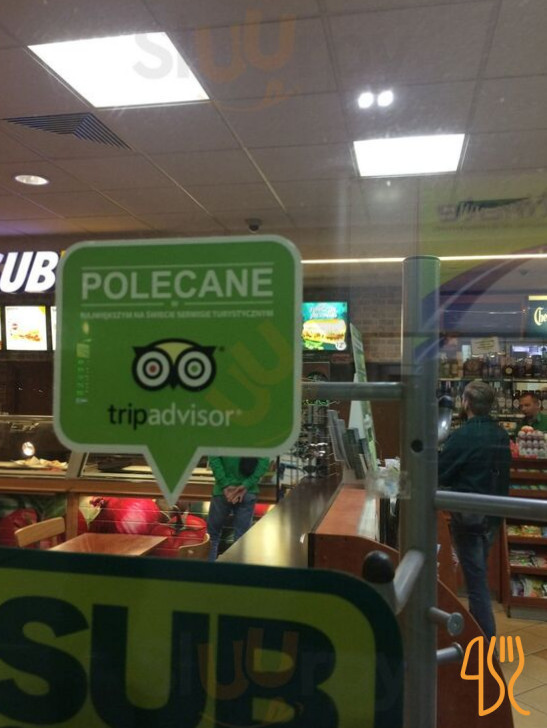 SUB
POLECANE
W
NAJWIĘKSZYM NA ŚWIECIE SERWISIE TURYSTYCZNYM
tripadvisor®
SUB